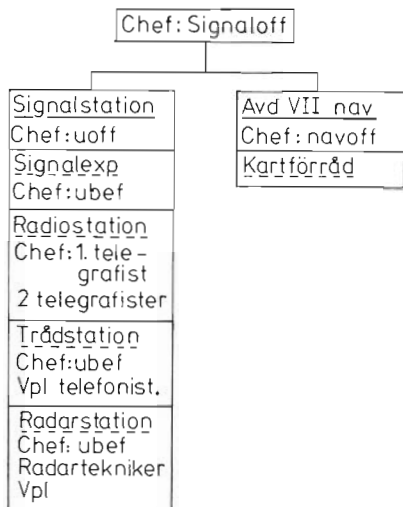 Chef: Signaloff
Signalstation
Chef: uoff
Signalexp
Chef: ubef
Radiostation
Chef: 1. tele-
grafist
2 telegrafister
Trådstation
Chef: ubef
Vpl telefonist.
Radarstation
Chef: ubef
Radartekniker
Vpl
Avd VII nav
Chef: navoff
Kartförråd